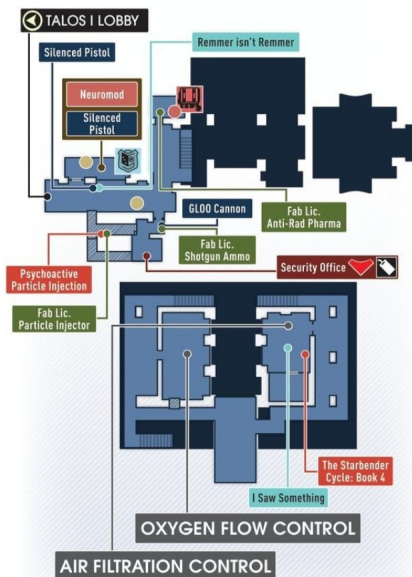 TALOS I LOBBY
Silenced Pistol
Remmer isn't Remmer
Neuromod
Silenced
Pistol
GLOO Cannon
Fab Lic.
Anti-Rad Pharma
Fab Lic.
Shotgun Ammo
Psychoactive
Particle Injection
Security Office
Fab Lic.
Particle Injector
The Starbender
Cycle: Book 4
I Saw Something
OXYGEN FLOW CONTROL
AIR FILTRATION CONTROL